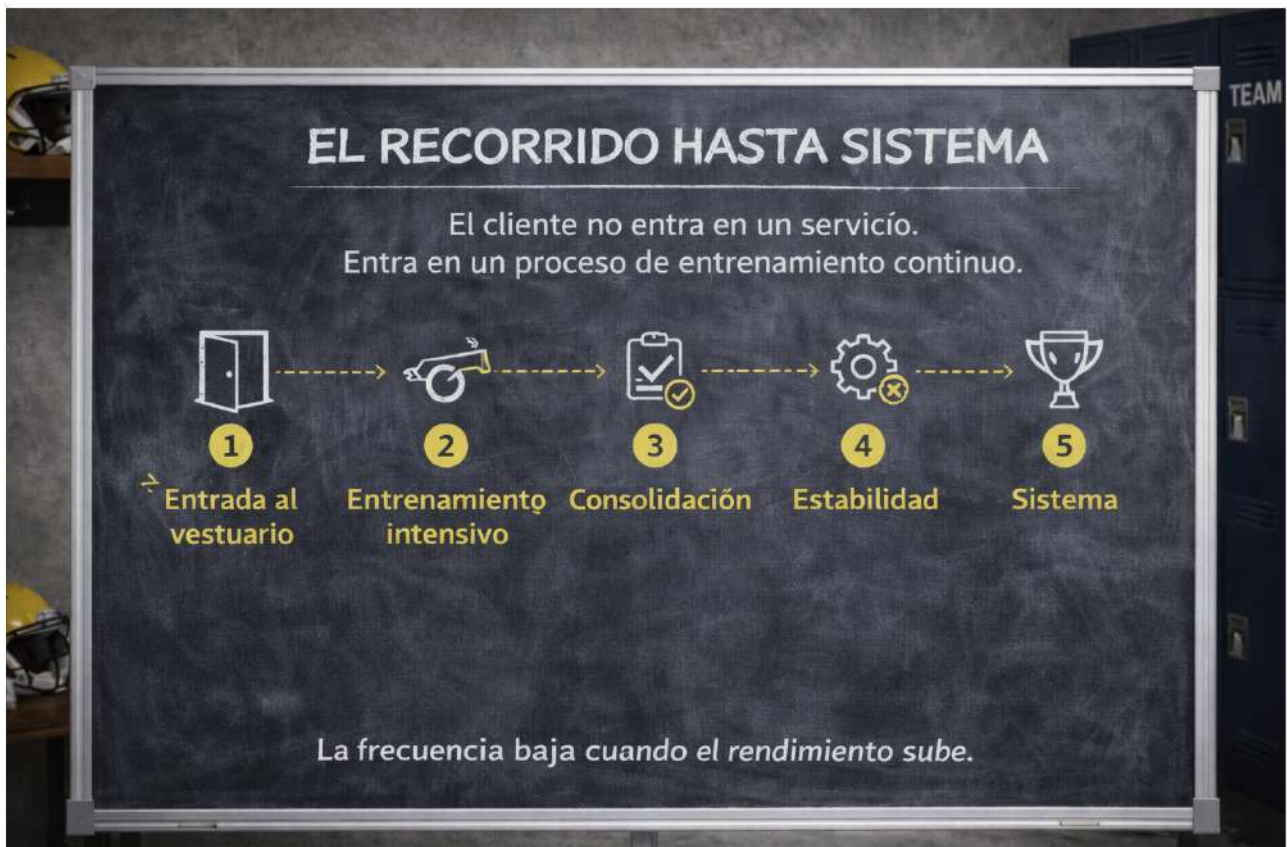 TEAM
EL RECORRIDO HASTA SISTEMA
El cliente no entra en un servicío.
Entra en un proceso de entrenamiento continuo.
1
2
3
4
5
Entrada al
vestuario
Entrenamiento
intensivo
Consolidación
Estabilidad
Sistema
La frecuencia baja cuando el rendimiento sube.